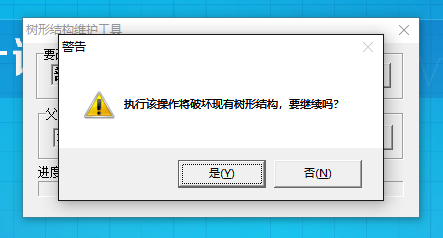 树形结构维护工具
警告
执行该操作将破坏现有树形结构，要继续吗？
是(Y)
否(N)
父
进度